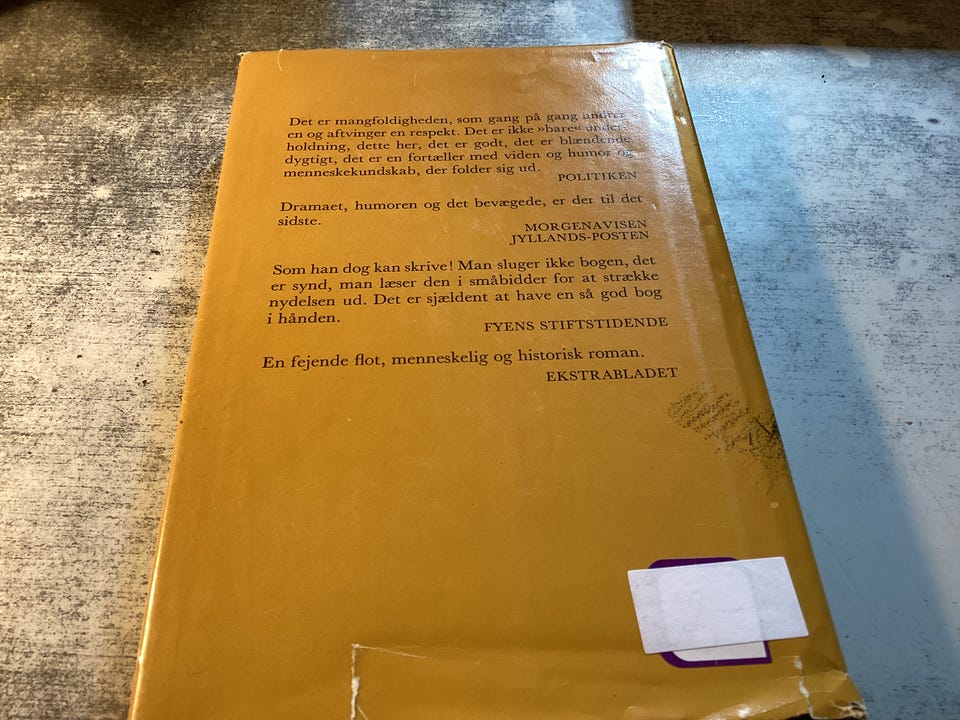 Det er mangfoldigheden, som gang på gang undrer
en og aftvinger en respekt. Det er ikke »bare« under-
holdning, dette her, det er godt, det er blændende
dygtigt, det er en fortæller med viden og humor og
menneskekundskab, der folder sig ud.
POLITIKEN
Dramaet, humoren og det bevægede, er der til det
sidste.
MORGENAVISEN
JYLLANDS-POSTEN
Som han dog kan skrive! Man sluger ikke bogen, det
er synd, man læser den i småbidder for at strække
nydelsen ud. Det er sjældent at have en så god bog
i hånden.
FYENS STIFTSTIDENDE
En fejende flot, menneskelig og historisk roman.
EKSTRABLADET